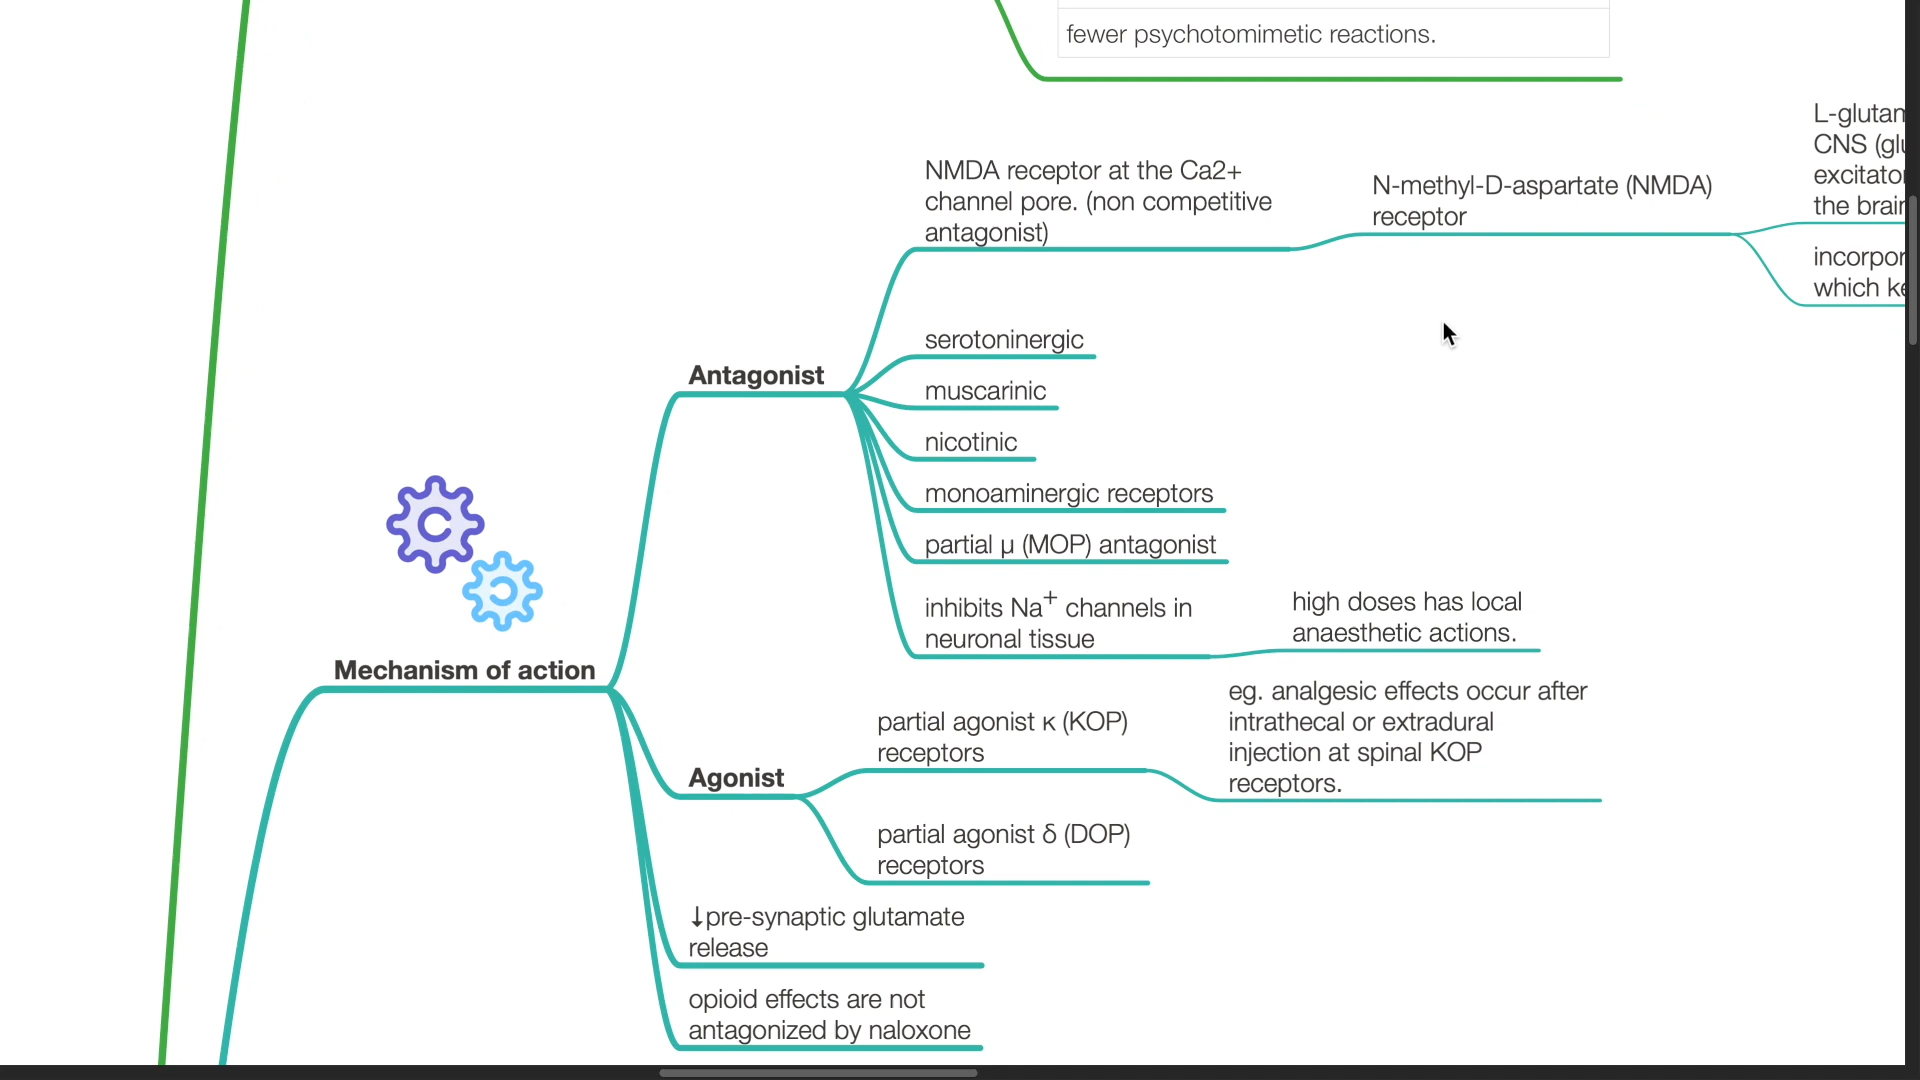 fewer psychotomimetic reactions.
L-glutam
CNS (glu
excitator
the brain
NMDA receptor at the Ca2+
channel pore. (non competitive
antagonist)
N-methyl-D-aspartate (NMDA)
receptor
incorpor
which ke
serotoninergic
Antagonist
muscarinic
nicotinic
monoaminergic receptors
partial μ (MOP) antagonist
inhibits Na⁺ channels in
neuronal tissue
high doses has local
anaesthetic actions.
Mechanism of action
eg. analgesic effects occur after
intrathecal or extradural
injection at spinal KOP
receptors.
partial agonist κ (KOP)
receptors
Agonist
partial agonist δ (DOP)
receptors
↓pre-synaptic glutamate
release
opioid effects are not
antagonized by naloxone